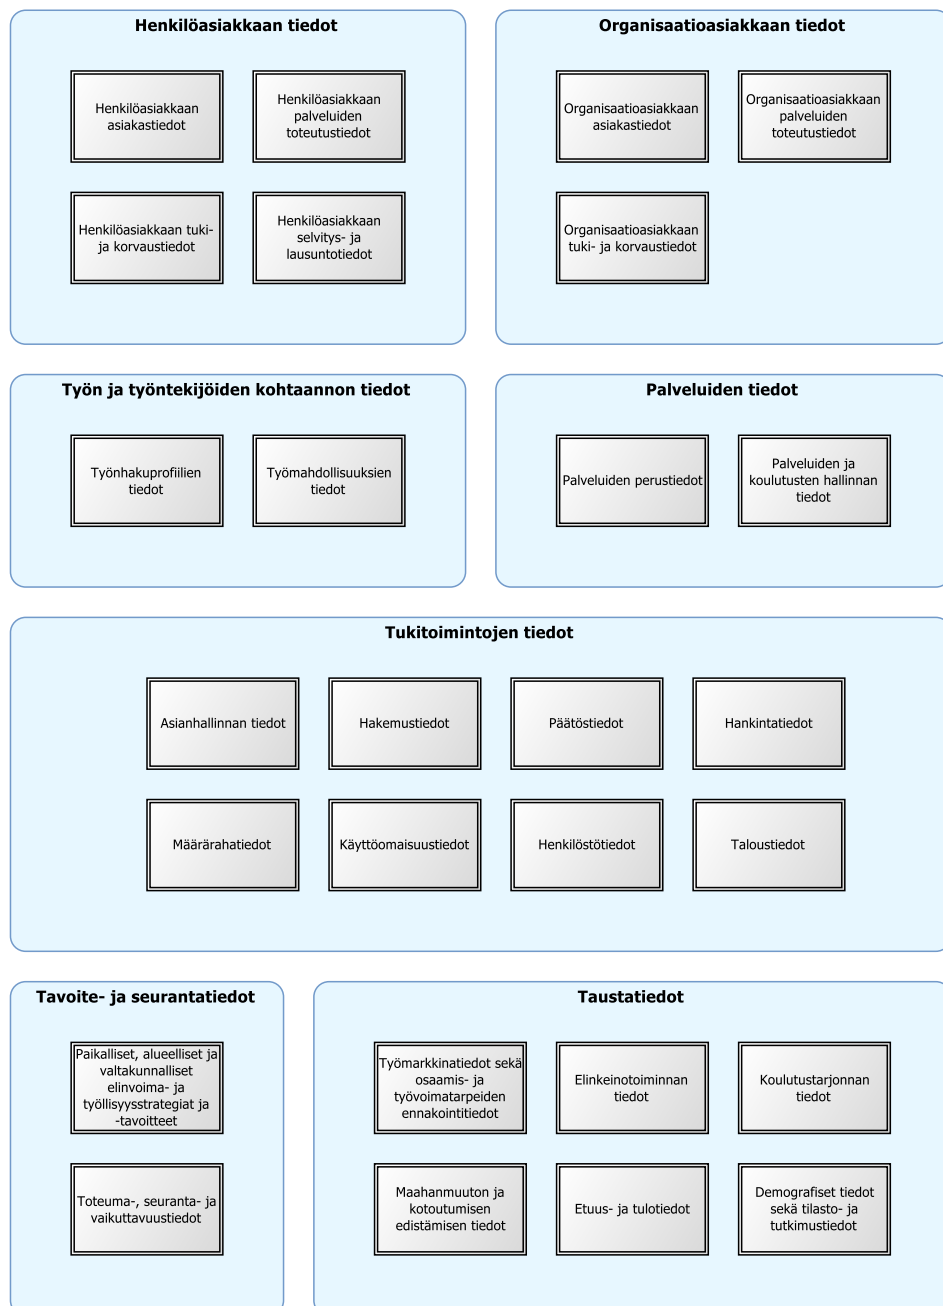 Henkilöasiakkaan tiedot
Henkilöasiakkaan
asiakastiedot
Henkilöasiakkaan
palveluiden
toteutustiedot
Henkilöasiakkaan tuki-
ja korvaustiedot
Henkilöasiakkaan
selvitys- ja
lausuntotiedot
Organisaatioasiakkaan tiedot
Organisaatioasiakkaan
asiakastiedot
Organisaatioasiakkaan
palveluiden
toteutustiedot
Organisaatioasiakkaan
tuki- ja korvaustiedot
Työn ja työntekijöiden kohtaannon tiedot
Työnhakuprofiilien
tiedot
Työmahdollisuuksien
tiedot
Palveluiden tiedot
Palveluiden perustiedot
Palveluiden ja
koulutusten hallinnan
tiedot
Tukitoimintojen tiedot
Asianhallinnan tiedot
Hakemustiedot
Päätöstiedot
Hankintatiedot
Määrärahatiedot
Käyttöomaisuustiedot
Henkilöstötiedot
Taloustiedot
Tavoite- ja seurantatiedot
Paikalliset, alueelliset ja
valtakunnalliset
elinvoima- ja
työllisyysstrategiat ja
-tavoitteet
Toteuma-, seuranta- ja
vaikuttavuustiedot
Taustatiedot
Työmarkkinatiedot sekä
osaamis- ja
työvoimatarpeiden
ennakointitiedot
Elinkeinotoiminnan
tiedot
Koulutustarjonnan
tiedot
Maahanmuuton ja
kotoutumisen
edistämisen tiedot
Etuus- ja tulotiedot
Demografiset tiedot
sekä tilasto- ja
tutkimustiedot